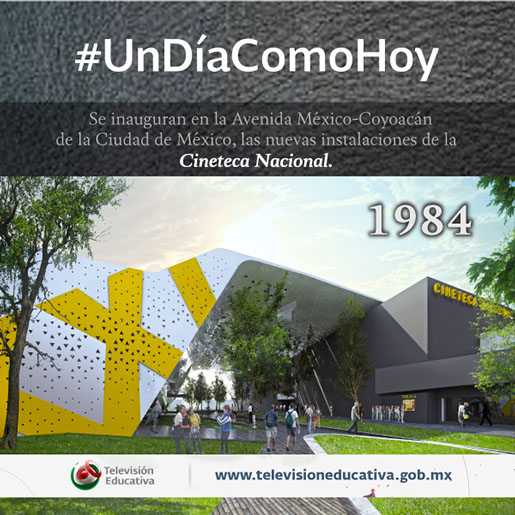 #UnDíaComoHoy
Se inauguran en la Avenida México-Coyoacán
de la Ciudad de México, las nuevas instalaciones de la
Cineteca Nacional.
1984
CINETECA
Televisión
Educativa
www.televisioneducativa.gob.mx